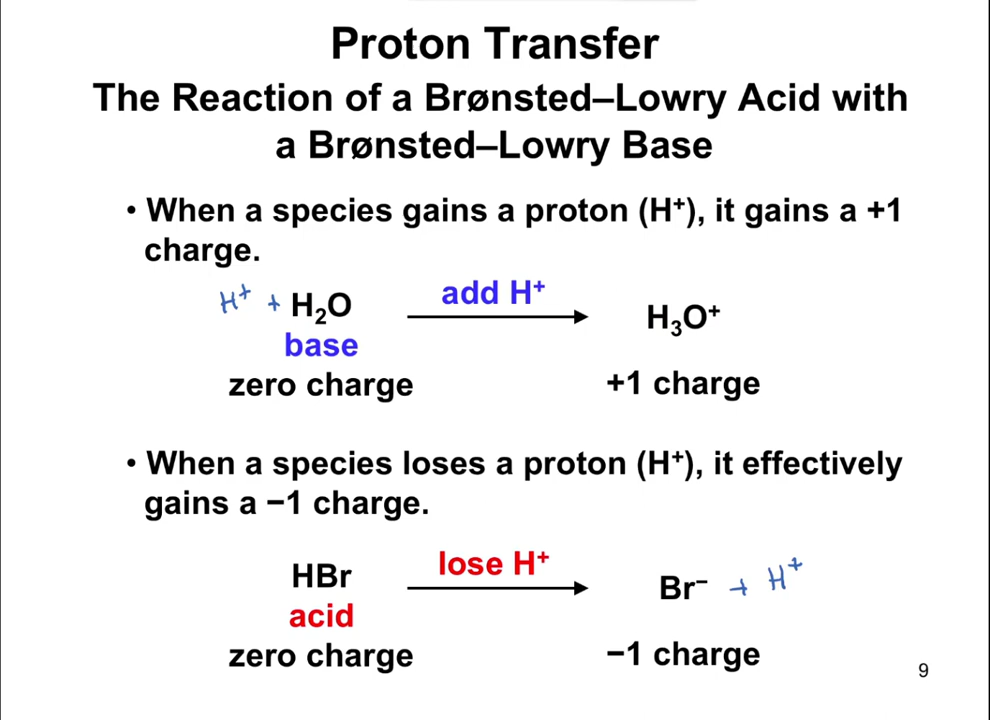 Proton Transfer
The Reaction of a Brønsted–Lowry Acid with
a Brønsted–Lowry Base
• When a species gains a proton (H⁺), it gains a +1
charge.
H⁺ + H₂O add H⁺ H₃O⁺
base
zero charge +1 charge
• When a species loses a proton (H⁺), it effectively
gains a −1 charge.
HBr lose H⁺ Br⁻ + H⁺
acid
zero charge −1 charge
9